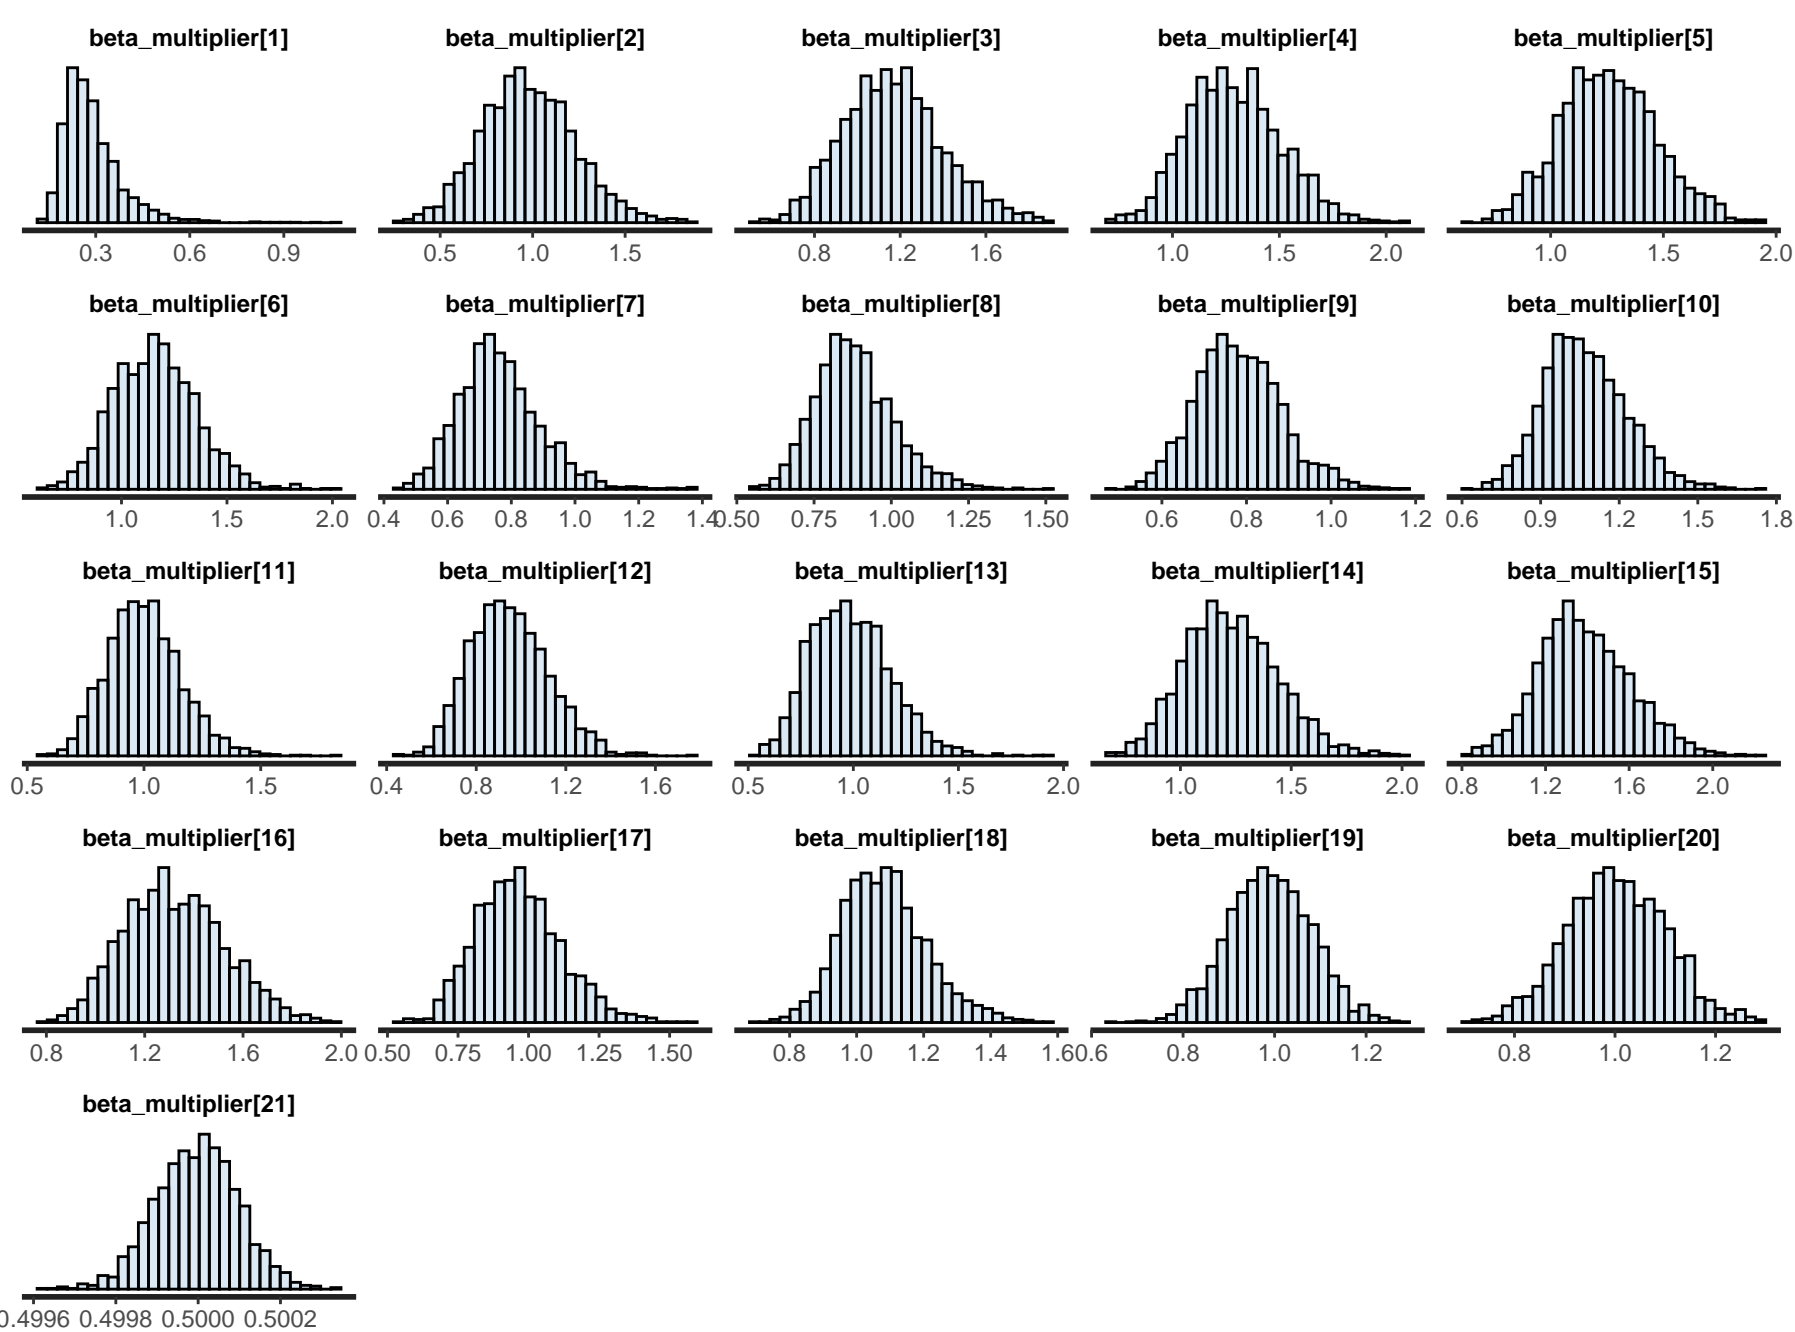 beta_multiplier[1] beta_multiplier[2] beta_multiplier[3] beta_multiplier[4] beta_multiplier[5]
0.3 0.6 0.9 0.5 1.0 1.5 0.8 1.2 1.6 1.0 1.5 2.0 1.0 1.5 2.0
beta_multiplier[6] beta_multiplier[7] beta_multiplier[8] beta_multiplier[9] beta_multiplier[10]
1.0 1.5 2.0 0.4 0.6 0.8 1.0 1.2 1.4 0.50 0.75 1.00 1.25 1.50 0.6 0.8 1.0 1.2 0.6 0.9 1.2 1.5 1.8
beta_multiplier[11] beta_multiplier[12] beta_multiplier[13] beta_multiplier[14] beta_multiplier[15]
0.5 1.0 1.5 0.4 0.8 1.2 1.6 0.5 1.0 1.5 2.0 1.0 1.5 2.0 0.8 1.2 1.6 2.0
beta_multiplier[16] beta_multiplier[17] beta_multiplier[18] beta_multiplier[19] beta_multiplier[20]
0.8 1.2 1.6 2.0 0.50 0.75 1.00 1.25 1.50 0.8 1.0 1.2 1.4 1.6 0.6 0.8 1.0 1.2 0.8 1.0 1.2
beta_multiplier[21]
0.4996 0.4998 0.5000 0.5002